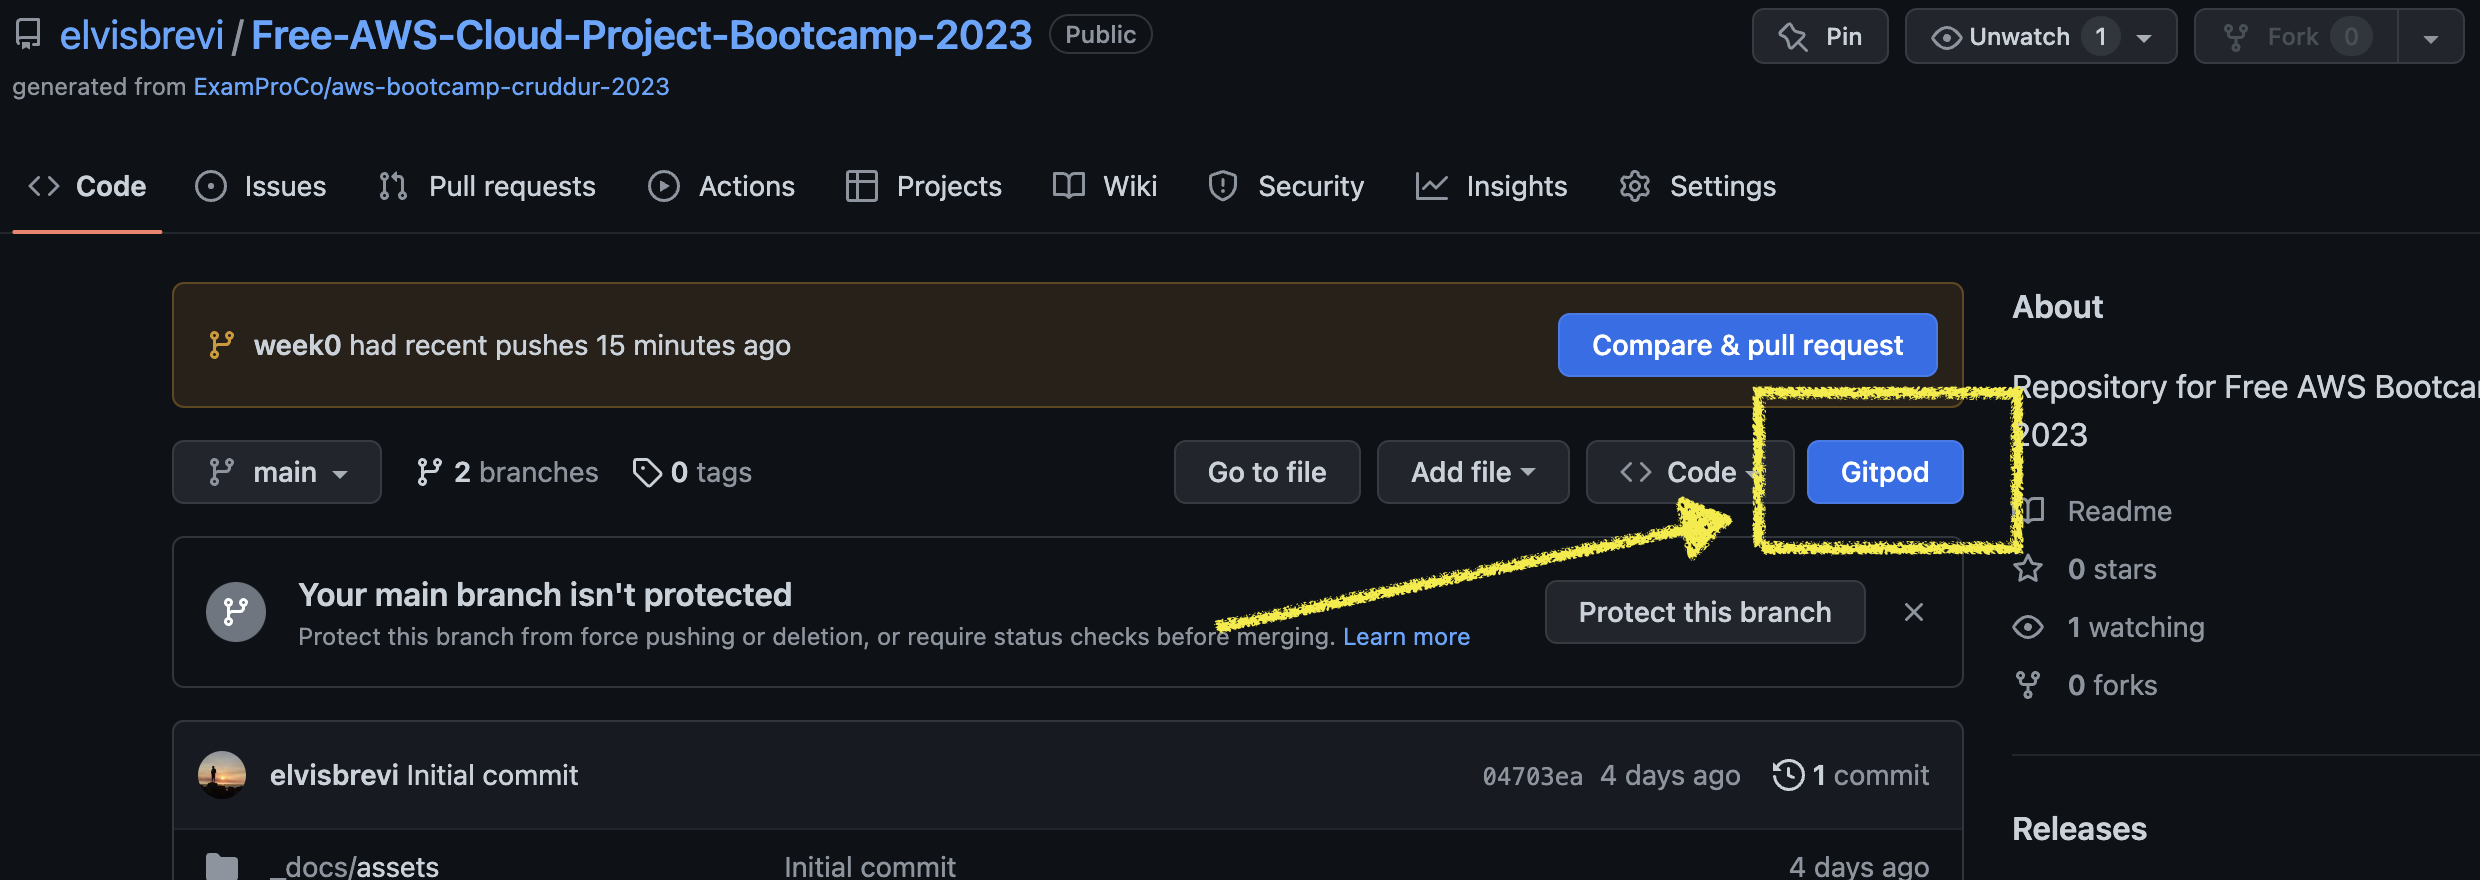 elvisbrevi / Free-AWS-Cloud-Project-Bootcamp-2023 Public Pin Unwatch 1 Fork 0
generated from ExamProCo/aws-bootcamp-cruddur-2023
Code Issues Pull requests Actions Projects Wiki Security Insights Settings
week0 had recent pushes 15 minutes ago Compare & pull request
main 2 branches 0 tags Go to file Add file Code Gitpod
Your main branch isn't protected
Protect this branch from force pushing or deletion, or require status checks before merging. Learn more
Protect this branch
elvisbrevi Initial commit 04703ea 4 days ago 1 commit
_docs/assets Initial commit 4 days ago
About
Repository for Free AWS
2023
Readme
0 stars
1 watching
0 forks
Releases